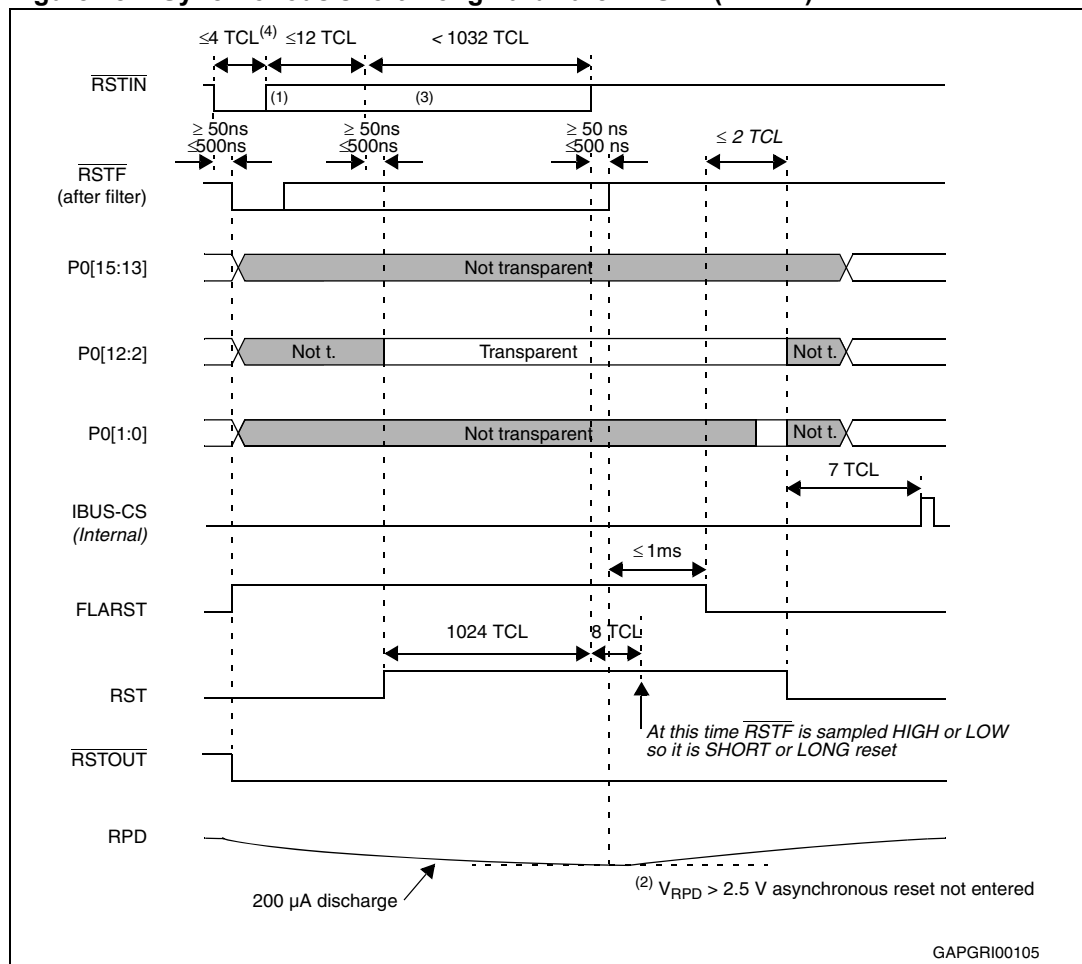 ≤4 TCL(4) ≤12 TCL < 1032 TCL
RSTIN
(1) (3)
≥ 50ns ≥ 50ns ≥ 50 ns
≤500ns ≤500ns ≤500 ns ≤ 2 TCL
RSTF
(after filter)
P0[15:13] Not transparent
P0[12:2] Not t. Transparent Not t.
P0[1:0] Not transparent Not t.
7 TCL
IBUS-CS
(Internal)
≤ 1ms
FLARST
1024 TCL 8 TCL
RST
At this time RSTF is sampled HIGH or LOW
so it is SHORT or LONG reset
RSTOUT
RPD
200 µA discharge
(2) VRPD > 2.5 V asynchronous reset not entered
GAPGRI00105